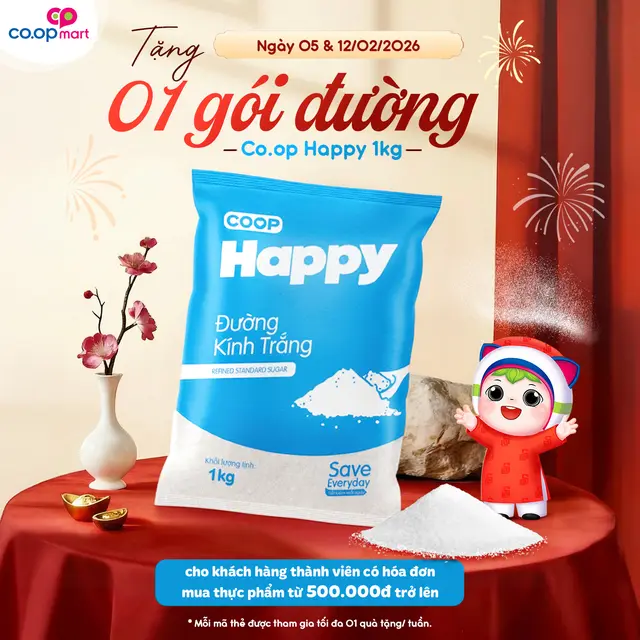 co.opmart
Tặng
Ngày 05 & 12/02/2026
01 gói đường
Co.op Happy 1kg
COOP
Happy
Đường
Kính Trắng
REFINED STANDARD SUGAR
Khối lượng tịnh:
1kg
Save
Everyday
cho khách hàng thành viên có hóa đơn
mua thực phẩm từ 500.000đ trở lên
* Mỗi mã thẻ được tham gia tối đa 01 quà tặng/ tuần.